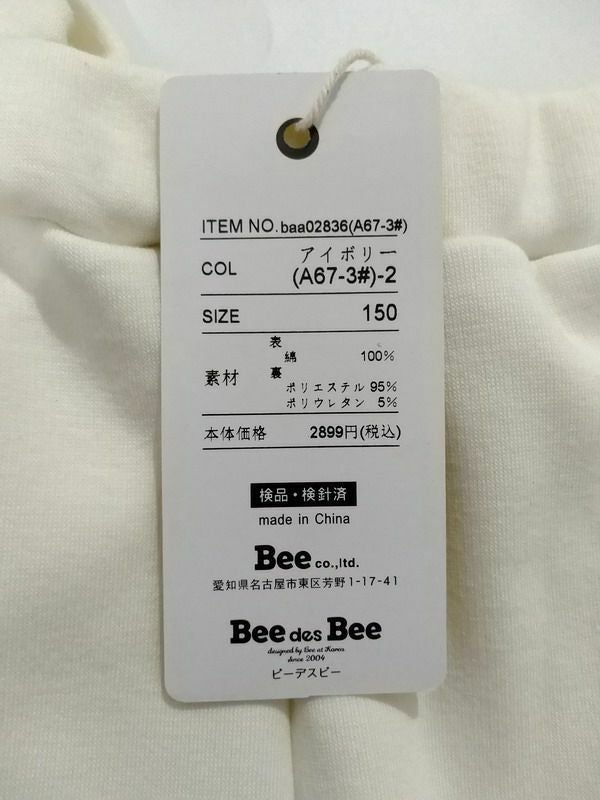 ITEM NO. baa02836(A67-3#)
アイボリー
COL (A67-3#)-2
SIZE 150
表
綿 100%
素材 裏
ポリエステル 95%
ポリウレタン 5%
本体価格 2899円(税込)
検品・検針済
made in China
Bee co.,ltd.
愛知県名古屋市東区芳野1-17-41
Bee des Bee
designed by Bee at Korea
since 2004
ビーデスビー